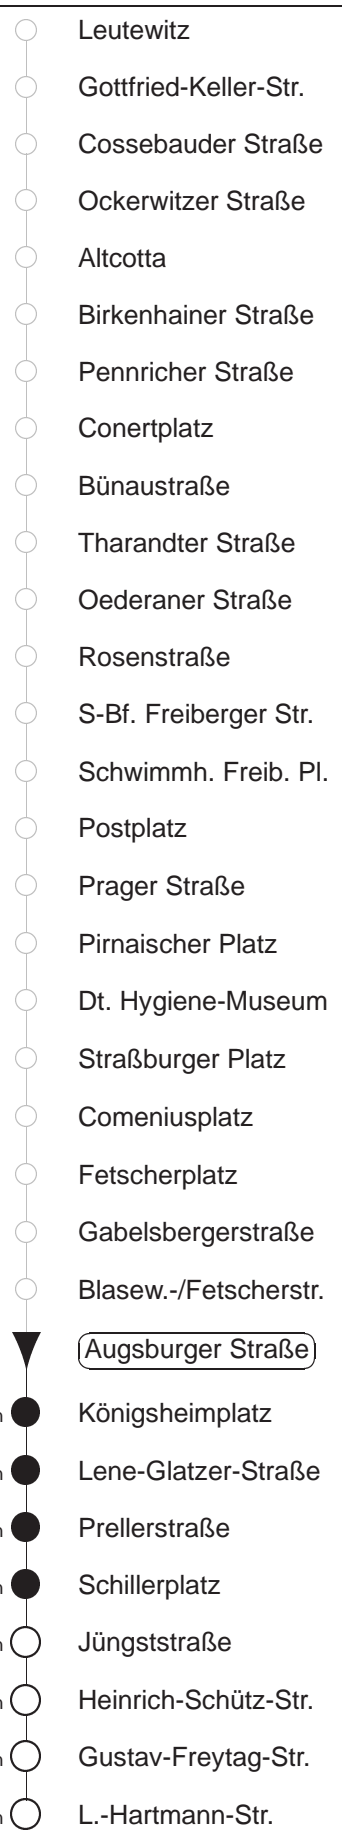 Leutewitz
Gottfried-Keller-Str.
Cossebauder Straße
Ockerwitzer Straße
Altcotta
Birkenhainer Straße
Pennricher Straße
Conertplatz
Bünaustraße
Tharandter Straße
Oederaner Straße
Rosenstraße
S-Bf. Freiberger Str.
Schwimmh. Freib. Pl.
Postplatz
Prager Straße
Pirnaischer Platz
Dt. Hygiene-Museum
Straßburger Platz
Comeniusplatz
Fetscherplatz
Gabelsbergerstraße
Blasew.-/Fetscherstr.
Augsburger Straße
Königsheimplatz
Lene-Glatzer-Straße
Prellerstraße
Schillerplatz
Jüngststraße
Heinrich-Schütz-Str.
Gustav-Freytag-Str.
L.-Hartmann-Str.